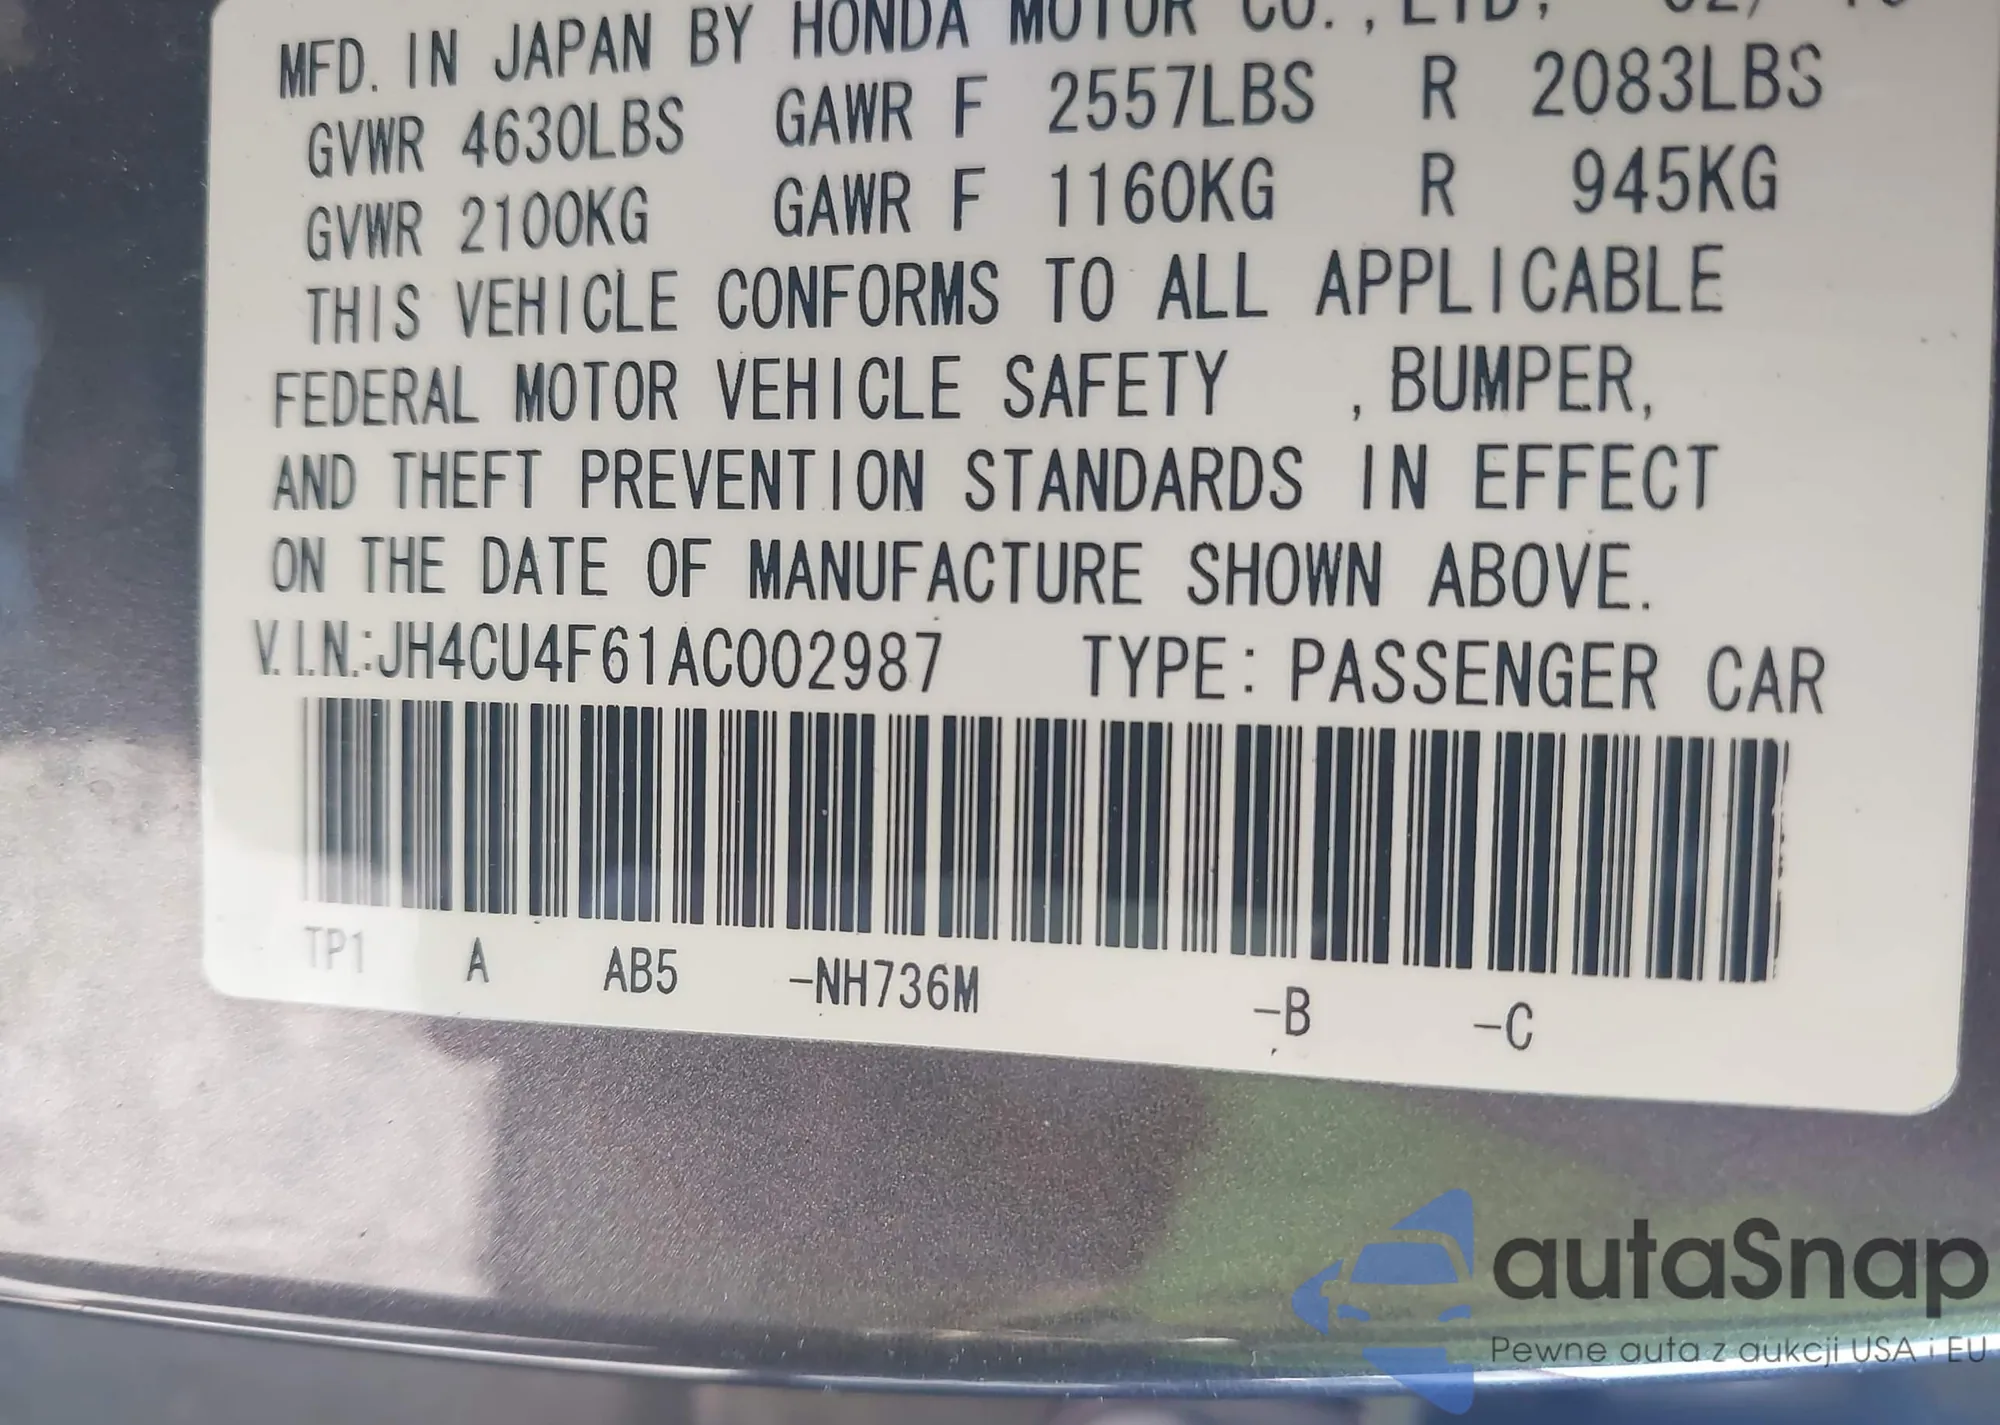 MFD. IN JAPAN BY HONDA MOTOR CO., LTD,
GVWR 4630LBS GAWR F 2557LBS R 2083LBS
GVWR 2100KG GAWR F 1160KG R 945KG
THIS VEHICLE CONFORMS TO ALL APPLICABLE
FEDERAL MOTOR VEHICLE SAFETY , BUMPER,
AND THEFT PREVENTION STANDARDS IN EFFECT
ON THE DATE OF MANUFACTURE SHOWN ABOVE.
V.I.N.:JH4CU4F61AC002987 TYPE: PASSENGER CAR
TP1 A AB5 -NH736M -B -C
autaSnap
Pewne auta z aukcji USA i EU